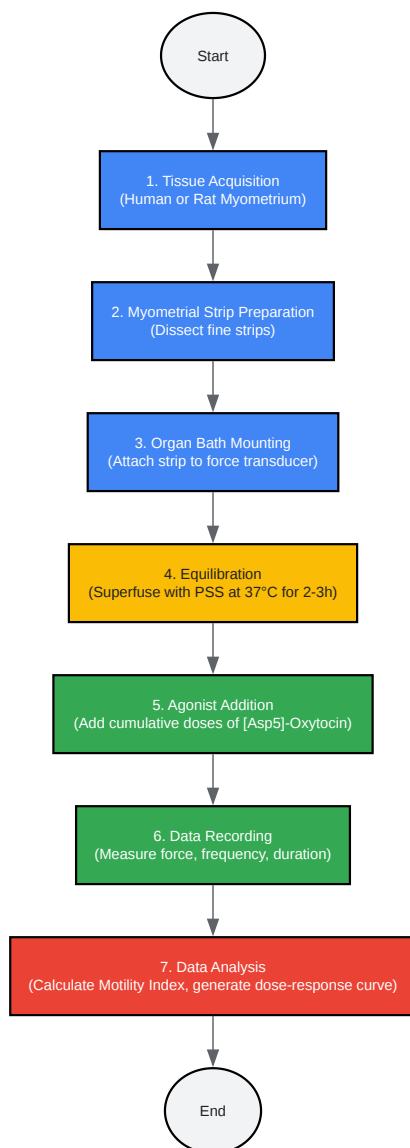 Start
1. Tissue Acquisition
(Human or Rat Myometrium)
2. Myometrial Strip Preparation
(Dissect fine strips)
3. Organ Bath Mounting
(Attach strip to force transducer)
4. Equilibration
(Superfuse with PSS at 37°C for 2-3h)
5. Agonist Addition
(Add cumulative doses of [Asp5]-Oxytocin)
6. Data Recording
(Measure force, frequency, duration)
7. Data Analysis
(Calculate Motility Index, generate dose-response curve)
End